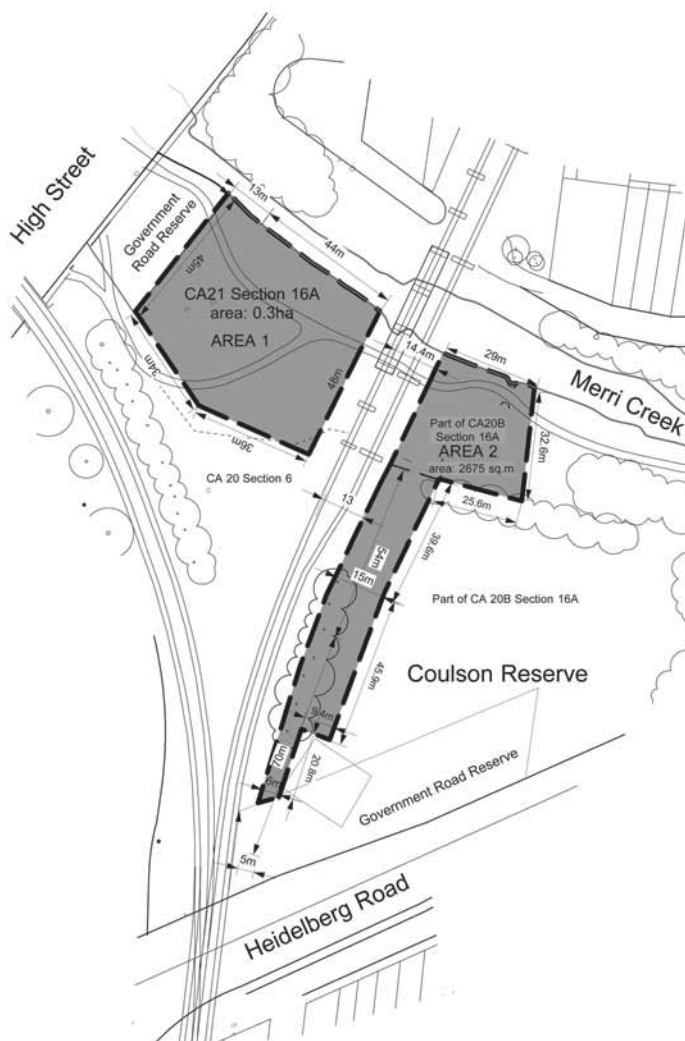 High Street
Government
Road Reserve
13m
44m
45m
CA21 Section 16A
area: 0.3ha
AREA 1
34m
36m
48m
14.4m
29m
Merri Creek
Part of CA20B
Section 16A
AREA 2
area: 2675 sq.m
32.6m
25.6m
CA 20 Section 6
13
54m
39.6m
15m
Part of CA 20B Section 16A
45.9m
Coulson Reserve
9.4m
70m
20.8m
6m
Government Road Reserve
5m
Heidelberg Road